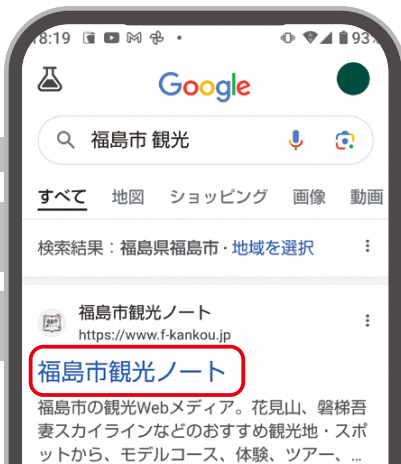 8:19
93%
Google
福島市 観光
すべて 地図 ショッピング 画像 動画
検索結果：福島県福島市・地域を選択
福島市観光ノート
https://www.f-kankou.jp
福島市観光ノート
福島市の観光Webメディア。花見山、磐梯吾
妻スカイラインなどのおすすめ観光地・スポ
ットから、モデルコース、体験、ツアー、...